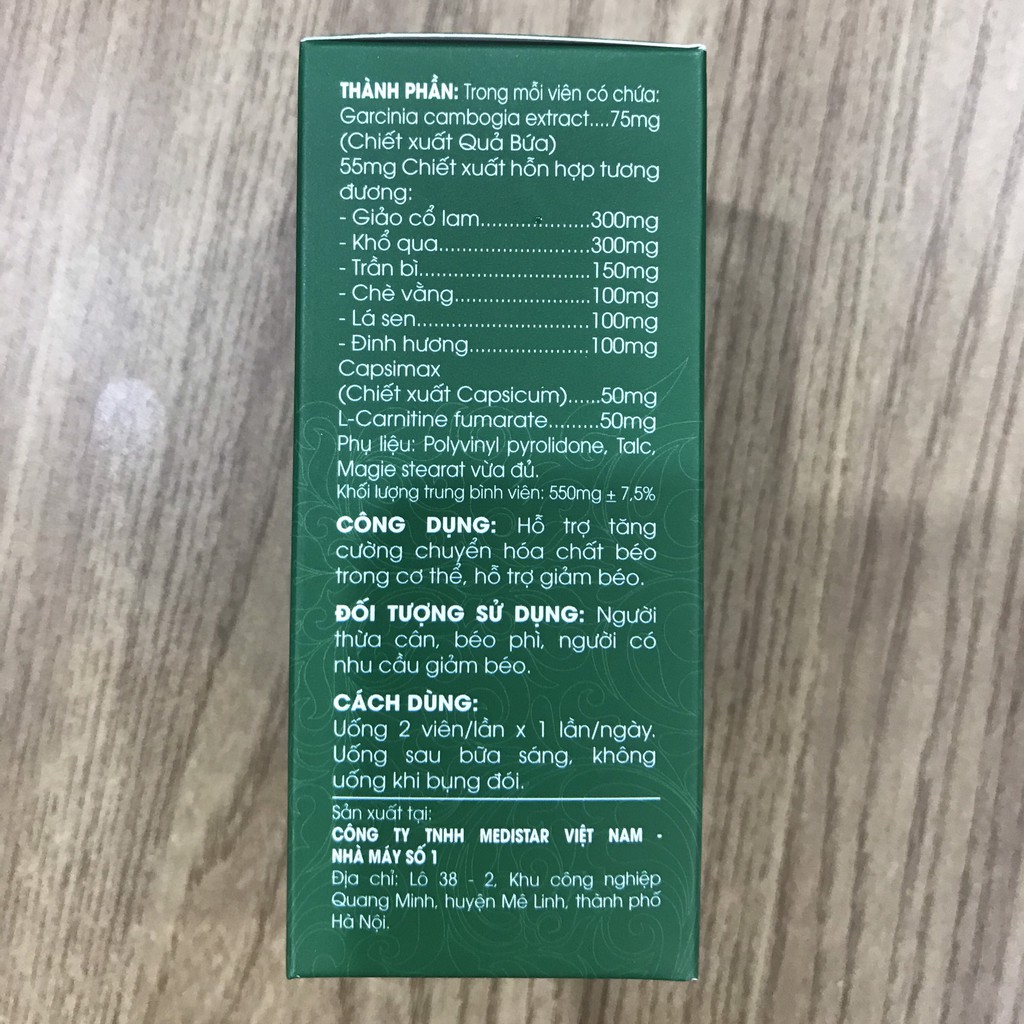 THÀNH PHẦN: Trong mỗi viên có chứa:
Garcinia cambogia extract....75mg
(Chiết xuất Quả Bứa)
55mg Chiết xuất hỗn hợp tương
đương:
- Giảo cổ lam...................300mg
- Khổ qua..........................300mg
- Trần bì.............................150mg
- Chè vằng.......................100mg
- Lá sen.............................100mg
- Đinh hương....................100mg
Capsimax
(Chiết xuất Capsicum)......50mg
L-Carnitine fumarate.........50mg
Phụ liệu: Polyvinyl pyrolidone, Talc,
Magie stearat vừa đủ.
Khối lượng trung bình viên: 550mg ± 7,5%
CÔNG DỤNG: Hỗ trợ tăng
cường chuyển hóa chất béo
trong cơ thể, hỗ trợ giảm béo.
ĐỐI TƯỢNG SỬ DỤNG: Người
thừa cân, béo phì, người có
nhu cầu giảm béo.
CÁCH DÙNG:
Uống 2 viên/lần x 1 lần/ngày.
Uống sau bữa sáng, không
uống khi bụng đói.
Sản xuất tại:
CÔNG TY TNHH MEDISTAR VIỆT NAM -
NHÀ MÁY SỐ 1
Địa chỉ: Lô 38 - 2, Khu công nghiệp
Quang Minh, huyện Mê Linh, thành phố
Hà Nội.